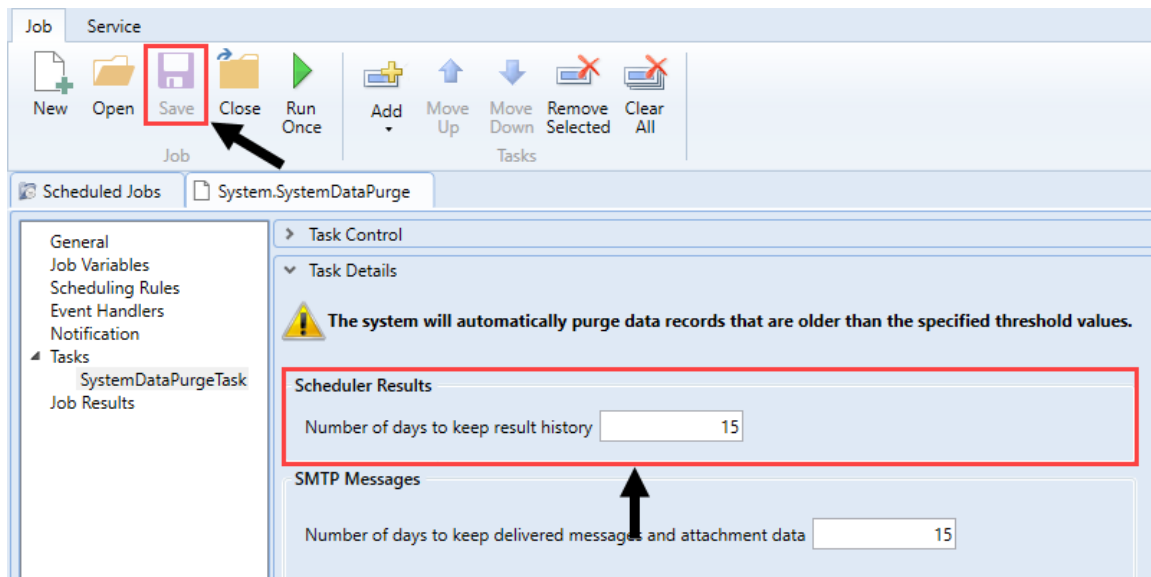 Job Service
New Open Save Close Run Once Add Move Up Move Down Remove Selected Clear All
Job Tasks
Scheduled Jobs System.SystemDataPurge
General
Job Variables
Scheduling Rules
Event Handlers
Notification
Tasks
SystemDataPurgeTask
Job Results
Task Control
Task Details
The system will automatically purge data records that are older than the specified threshold values.
Scheduler Results
Number of days to keep result history 15
SMTP Messages
Number of days to keep delivered messages and attachment data 15